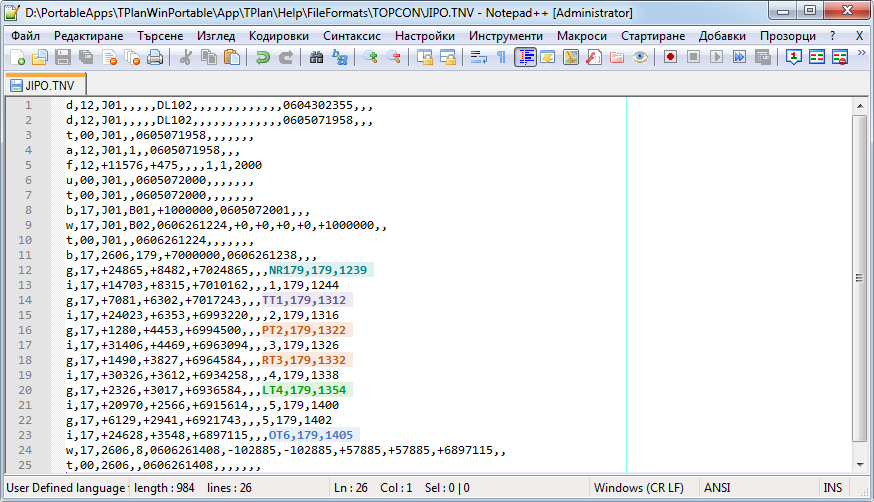 D:\PortableApps\TPlanWinPortable\App\TPlan\Help\FileFormats\TOPCON\JIPO.TNV - Notepad++ [Administrator]
Файл Редактиране Търсене Изглед Кодировки Синтаксис Настройки Инструменти Макроси Стартиране Добавки Прозорци ? X
JIPO.TNV
1 d,12,J01,,,,,DL102,,,,,,,,,,,,,0604302355,,,
2 d,12,J01,,,,,DL102,,,,,,,,,,,,,0605071958,,,
3 t,00,J01,,0605071958,,,,,,,
4 a,12,J01,1,,0605071958,,,
5 f,12,+11576,+475,,,,1,1,2000
6 u,00,J01,,0605072000,,,,,,,
7 t,00,J01,,0605072000,,,,,,,
8 b,17,J01,B01,+1000000,0605072001,,,
9 w,17,J01,B02,0606261224,+0,+0,+0,+0,+1000000,,
10 t,00,J01,,0606261224,,,,,,,
11 b,17,2606,179,+7000000,0606261238,,,
12 g,17,+24865,+8482,+7024865,,,NR179,179,1239
13 i,17,+14703,+8315,+7010162,,,1,179,1244
14 g,17,+7081,+6302,+7017243,,,TT1,179,1312
15 i,17,+24023,+6353,+6993220,,,2,179,1316
16 g,17,+1280,+4453,+6994500,,,PT2,179,1322
17 i,17,+31406,+4469,+6963094,,,3,179,1326
18 g,17,+1490,+3827,+6964584,,,RT3,179,1332
19 i,17,+30326,+3612,+6934258,,,4,179,1338
20 g,17,+2326,+3017,+6936584,,,LT4,179,1354
21 i,17,+20970,+2566,+6915614,,,5,179,1400
22 g,17,+6129,+2941,+6921743,,,5,179,1402
23 i,17,+24628,+3548,+6897115,,,OT6,179,1405
24 w,17,2606,8,0606261408,-102885,-102885,+57885,+57885,+6897115,,
25 t,00,2606,,0606261408,,,,,,,
User Defined language length : 984 lines : 26 Ln : 26 Col : 1 Sel : 0 | 0 Windows (CR LF) ANSI INS